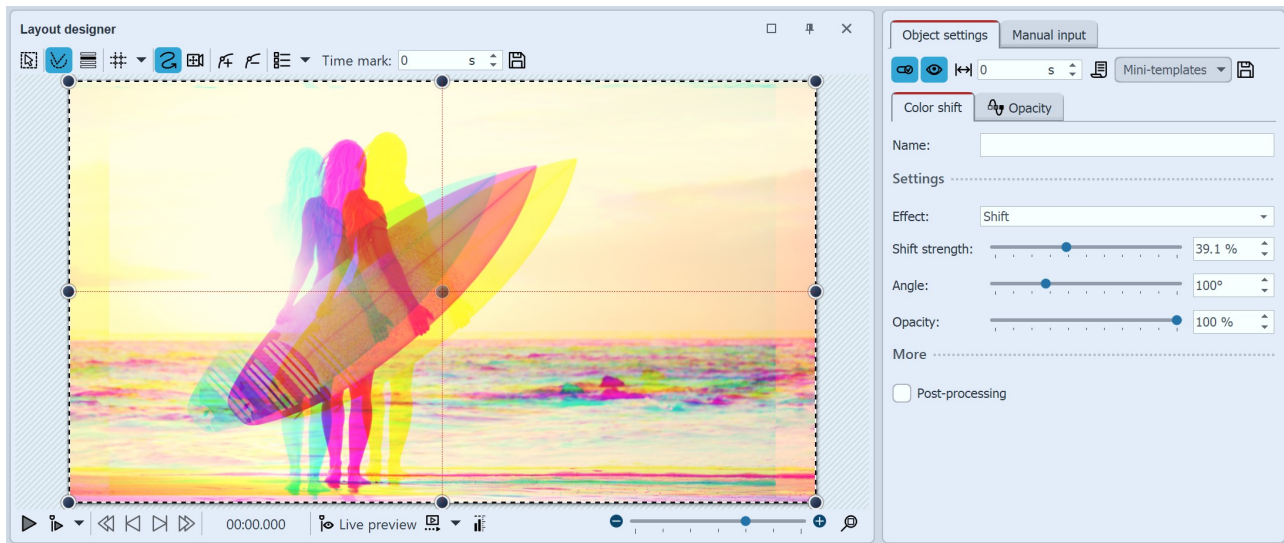 Layout designer
Time mark: 0 s
00:00.000
Live preview
Object settings
Manual input
0 s
Mini-templates
Color shift
Opacity
Name:
Settings
Effect: Shift
Shift strength: 39.1 %
Angle: 100°
Opacity: 100 %
More
Post-processing